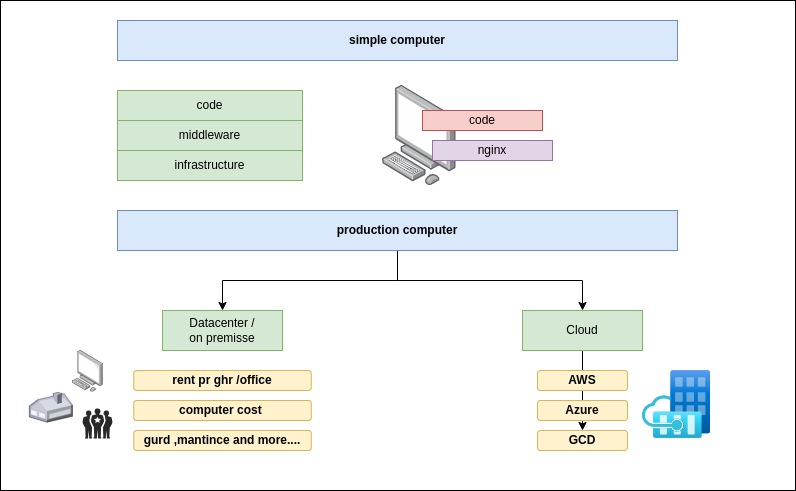 simple computer
code
middleware
infrastructure
code
nginx
production computer
Datacenter /
on premisse
Cloud
rent pr ghr /office
computer cost
gurd ,mantince and more....
AWS
Azure
GCD